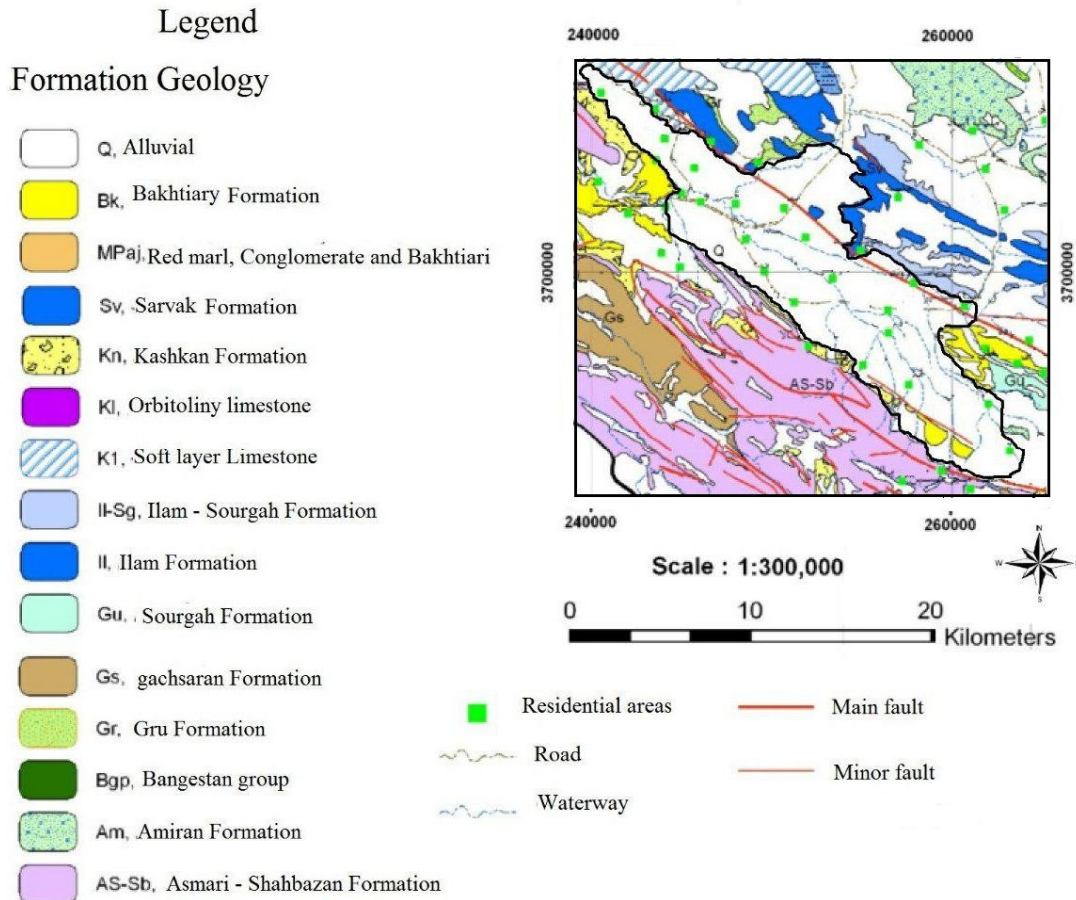 Legend
Formation Geology
Q, Alluvial
Bk, Bakhtiary Formation
MPaj, Red marl, Conglomerate and Bakhtiari
Sv, Sarvak Formation
Kn, Kashkan Formation
Kl, Orbitoliny limestone
K1, Soft layer Limestone
Il-Sg, Ilam - Sourgah Formation
Il, Ilam Formation
Gu, Sourgah Formation
Gs, gachsaran Formation
Gr, Gru Formation
Bgp, Bangestan group
Am, Amiran Formation
AS-Sb, Asmari - Shahbazan Formation
240000 260000
Gr
Q
3700000 3700000
Gs
AS-Sb
Gu
240000 260000
Scale : 1:300,000
N
W
S
0 10 20
Kilometers
Residential areas
Road
Waterway
Main fault
Minor fault